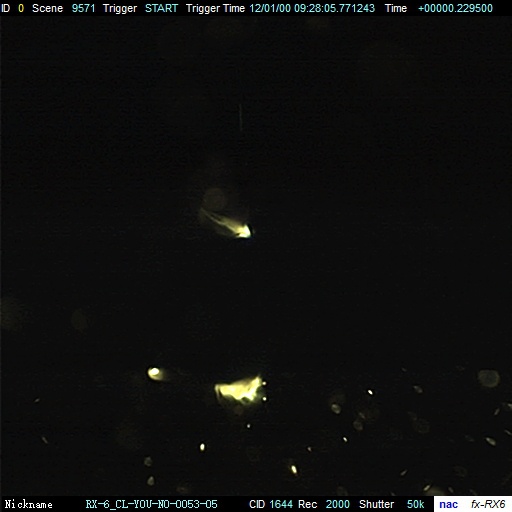 ID 0 Scene 9571 Trigger START Trigger Time 12/01/00 09:28:05.771243 Time +00000.229500
Nickname RX-6_CL-YOU-NO-0053-05 CID 1644 Rec 2000 Shutter 50k nac fx-RX6